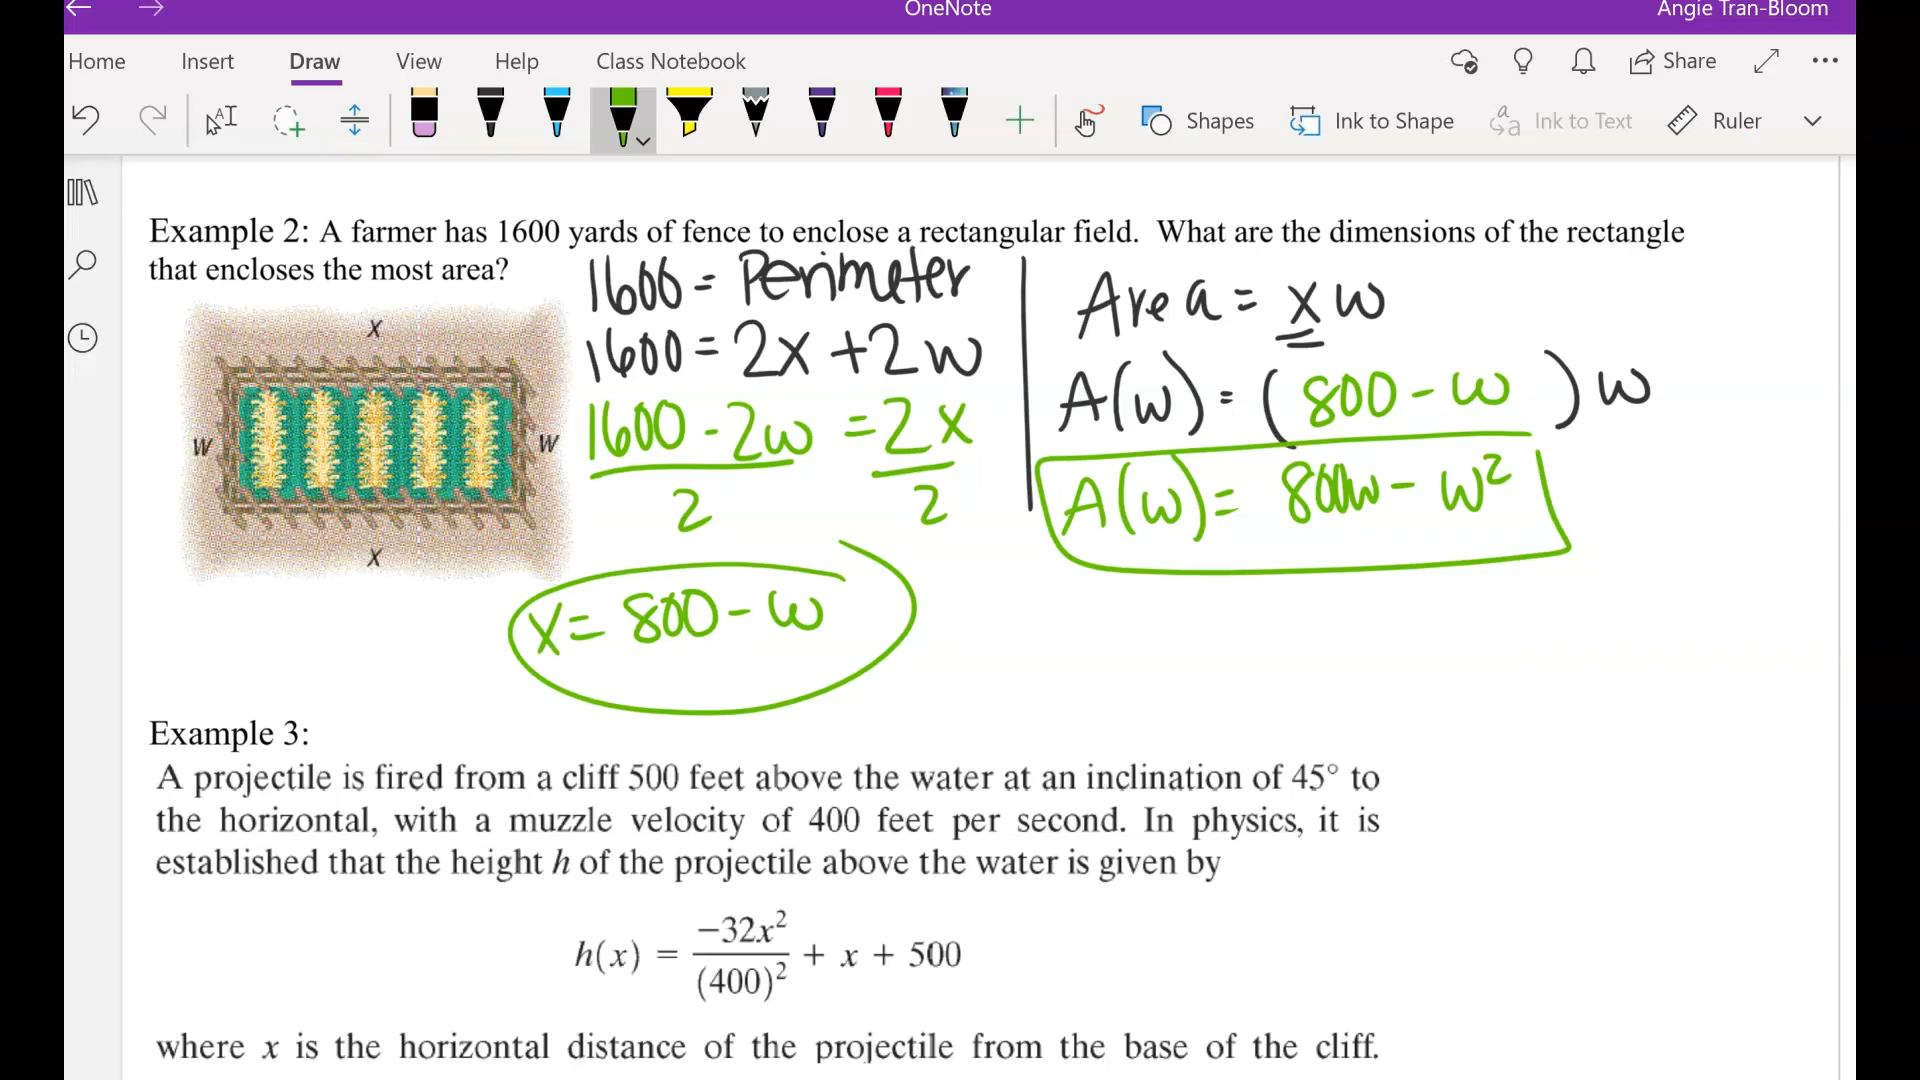 OneNote
Angie Tran-Bloom
Home Insert Draw View Help Class Notebook Share
Shapes Ink to Shape Ink to Text Ruler
Example 2: A farmer has 1600 yards of fence to enclose a rectangular field. What are the dimensions of the rectangle
that encloses the most area?
x
w w
x
1600 = Perimeter
1600 = 2x + 2w
1600 - 2w = 2x
2 2
x = 800 - w
Area = xw
A(w) = (800 - w) w
A(w) = 800w - w²
Example 3:
A projectile is fired from a cliff 500 feet above the water at an inclination of 45° to
the horizontal, with a muzzle velocity of 400 feet per second. In physics, it is
established that the height h of the projectile above the water is given by
h(x) = −32x² / (400)² + x + 500
where x is the horizontal distance of the projectile from the base of the cliff.